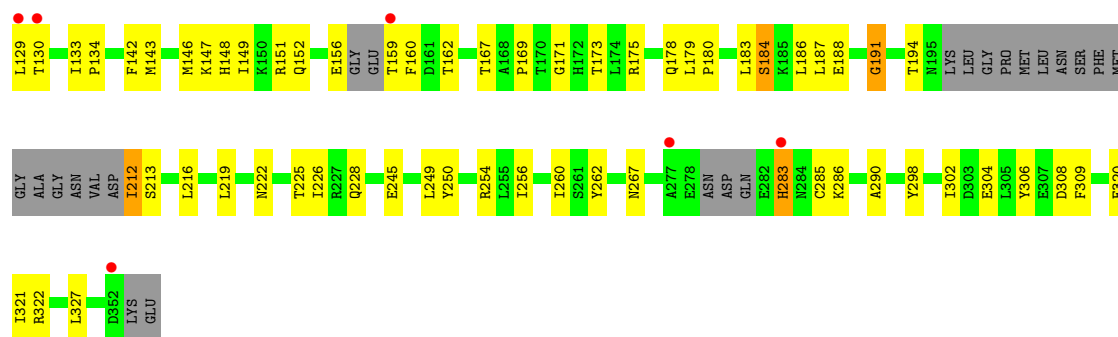 L129 T130 I133 P134 F142 M143 M146 K147 H148 I149 K150 R151 Q152 E156 GLY GLU T159 F160 D161 T162 T167 A168 P169 T170 G171 H172 T173 L174 R175 Q178 L179 P180 L183 S184 K185 L186 L187 E188 G191 T194 N195 LYS LEU GLY PRO MET LEU ASN SER PHE MET
GLY ALA GLY ASN VAL ASP I212 S213 L216 L219 N222 T225 I226 R227 Q228 E245 L249 Y250 R254 L255 I256 I260 S261 Y262 N267 A277 E278 ASN ASP GLN E282 H283 N284 C285 K286 A290 Y298 I302 D303 E304 L305 Y306 E307 D308 F309
I321 R322 L327 D352 LYS GLU